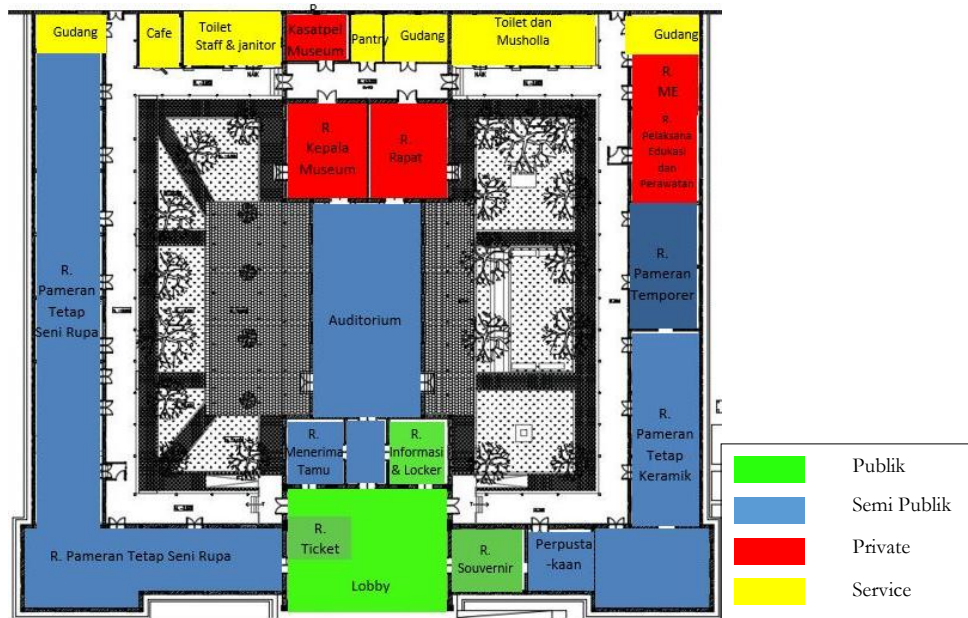 R.
Gudang
Cafe
Toilet
Staff & janitor
Kasatpel
Museum
Pantry
Gudang
Toilet dan
Musholla
Gudang
NAIK
NAIK
R.
ME
R.
Pelaksana
Edukasi
dan
Perawatan
R.
Kepala
Museum
R.
Rapat
R.
Pameran
Tetap
Seni Rupa
Auditorium
R.
Pameran
Temporer
R.
Pameran
Tetap
Keramik
R.
Menerima
Tamu
R.
Informasi
& Locker
R. Pameran Tetap Seni Rupa
R.
Ticket
Lobby
R.
Souvernir
Perpusta
-kaan
Publik
Semi Publik
Private
Service